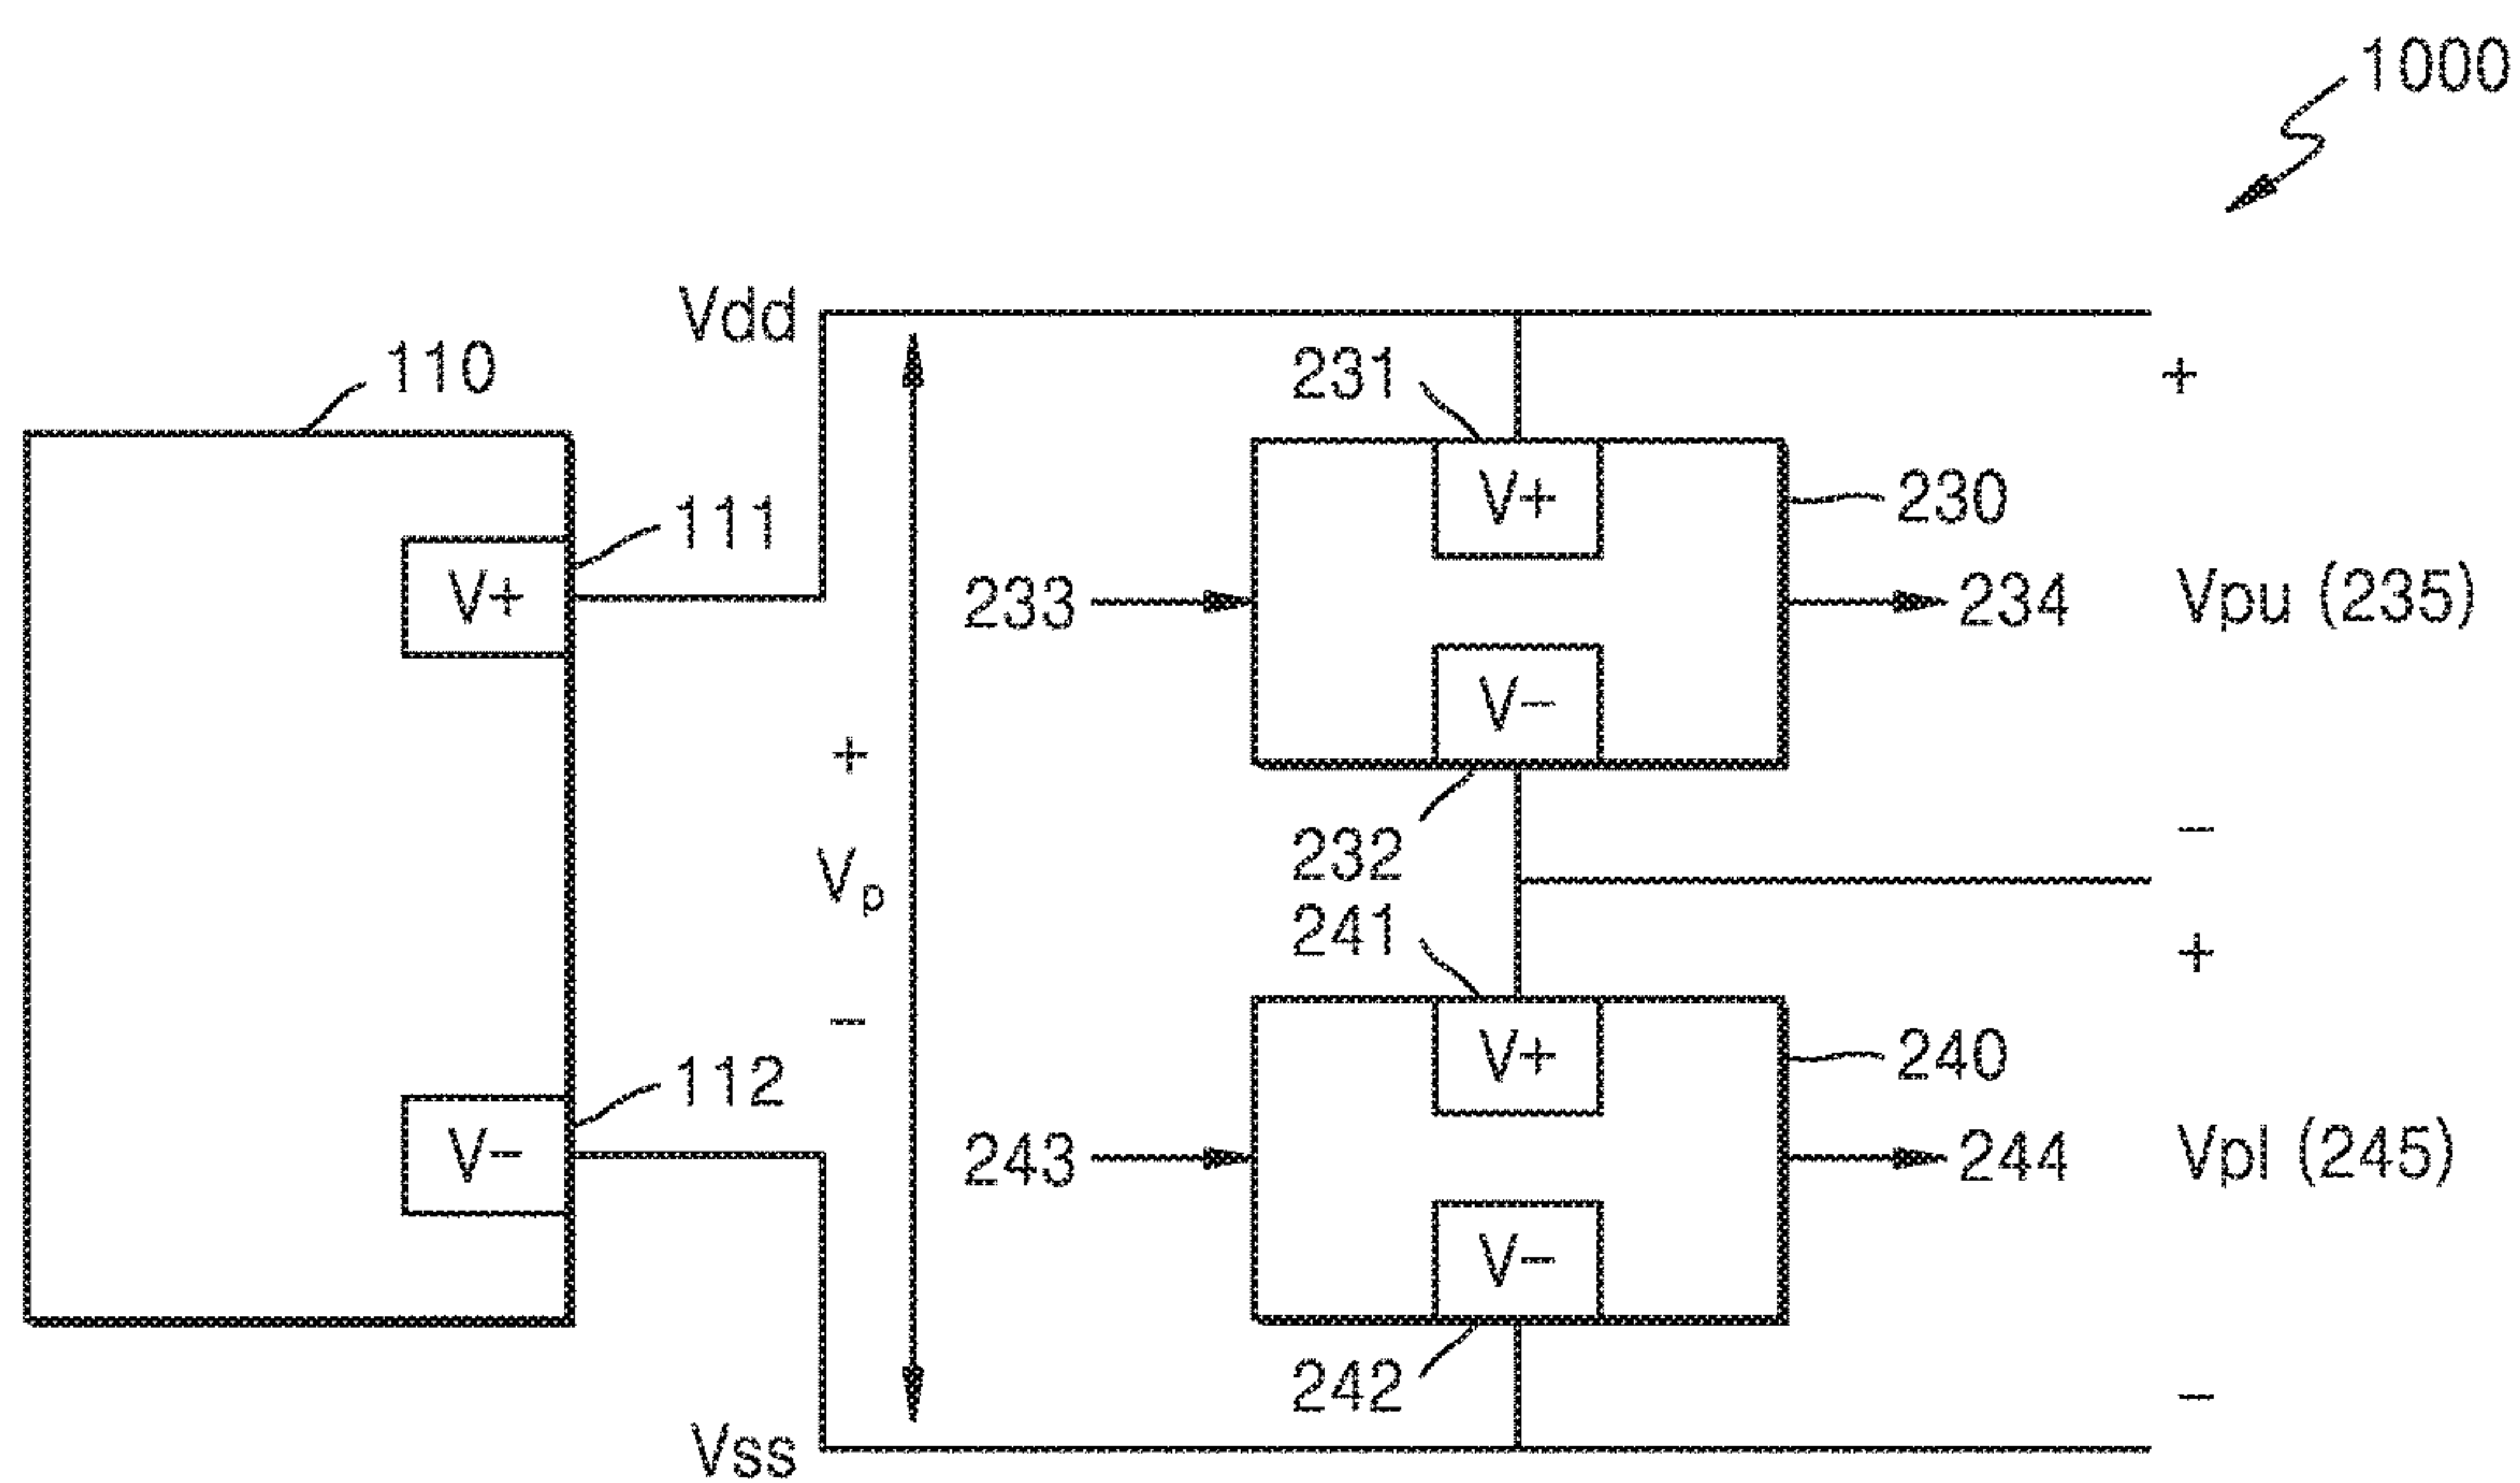 1000
Vdd
110
231
+
V+
230
111
V+
233
234
Vpu (235)
V-
+
232
-
Vp
241
+
-
V+
240
112
V-
243
244
Vpl (245)
V-
242
-
Vss